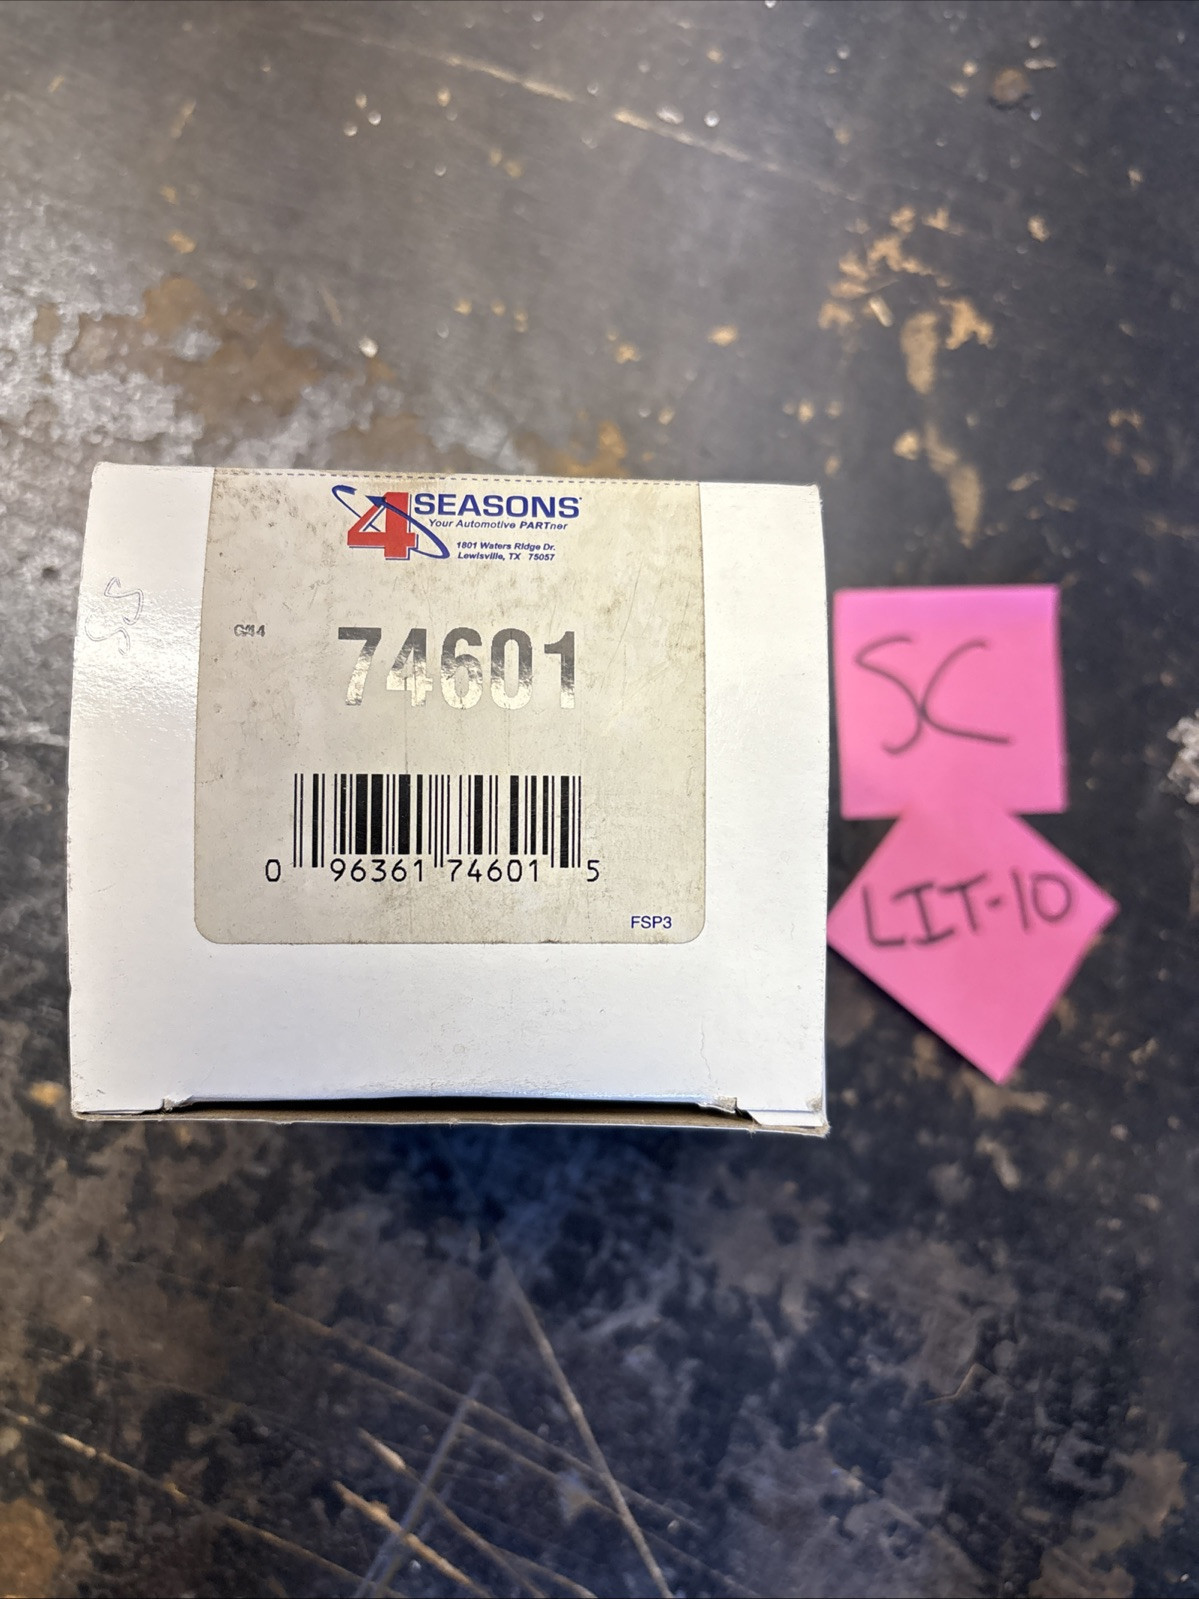 4 SEASONS
Your Automotive PARTner
1801 Waters Ridge Dr.
Lewisville, TX 75057
74601
0 96361 74601 5
FSP3
SS
SC
LIT-10